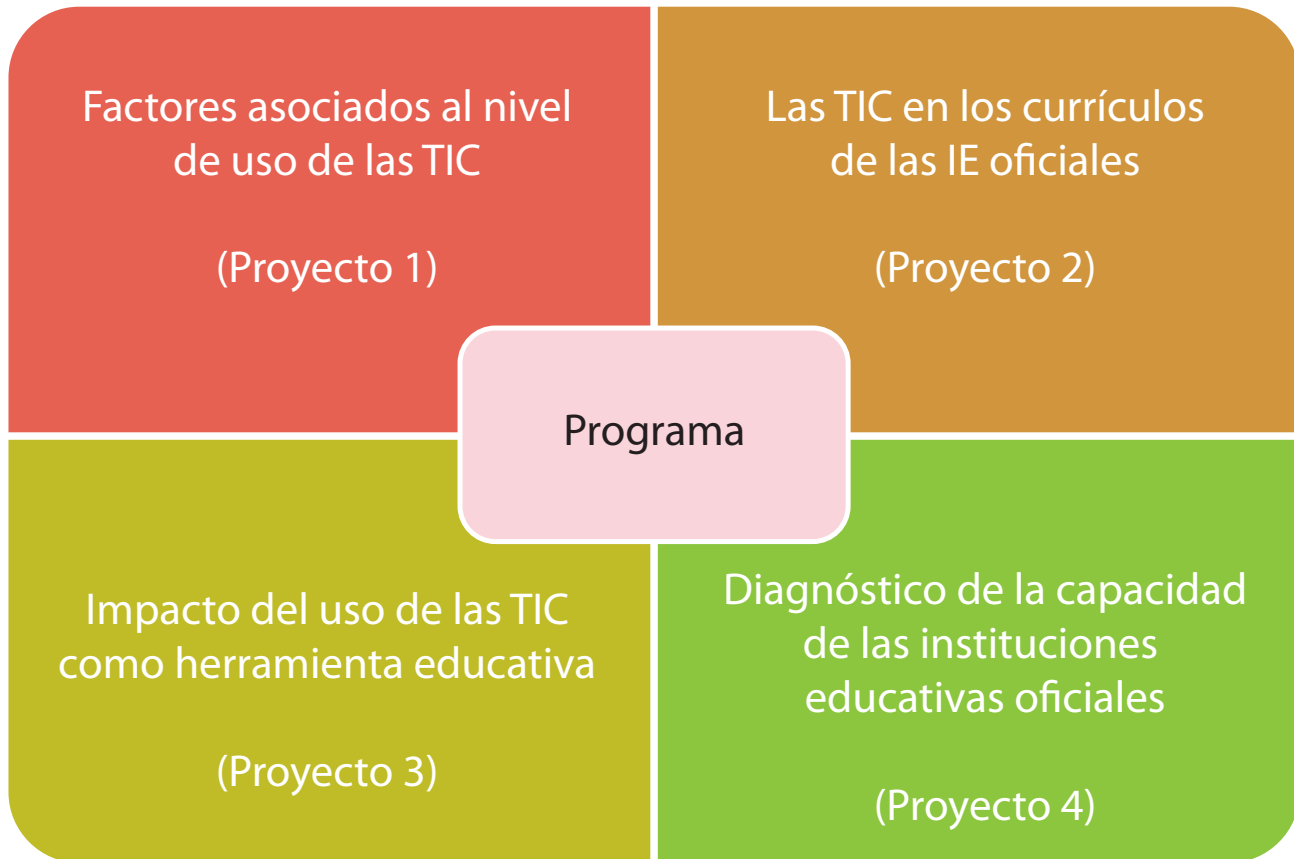 Factores asociados al nivel
de uso de las TIC
(Proyecto 1)
Las TIC en los currículos
de las IE oficiales
(Proyecto 2)
Programa
Impacto del uso de las TIC
como herramienta educativa
(Proyecto 3)
Diagnóstico de la capacidad
de las instituciones
educativas oficiales
(Proyecto 4)